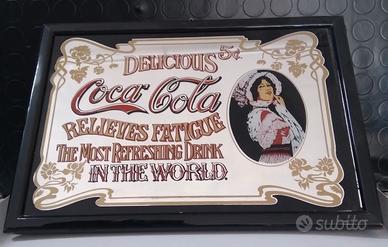 DELICIOUS 5¢
Coca-Cola
RELIEVES FATIGUE
THE MOST REFRESHING DRINK
IN THE WORLD
subito